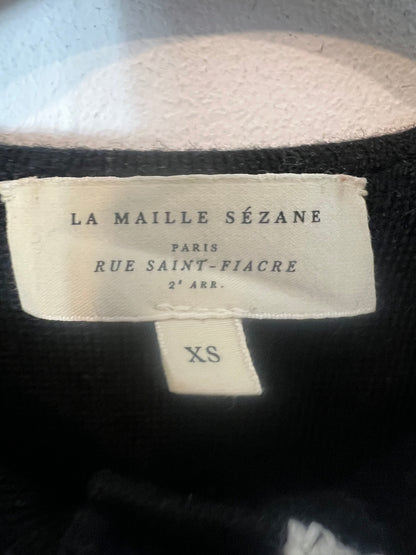 LA MAILLE SÉZANE
PARIS
RUE SAINT-FIACRE
2ᵉ ARR.
XS